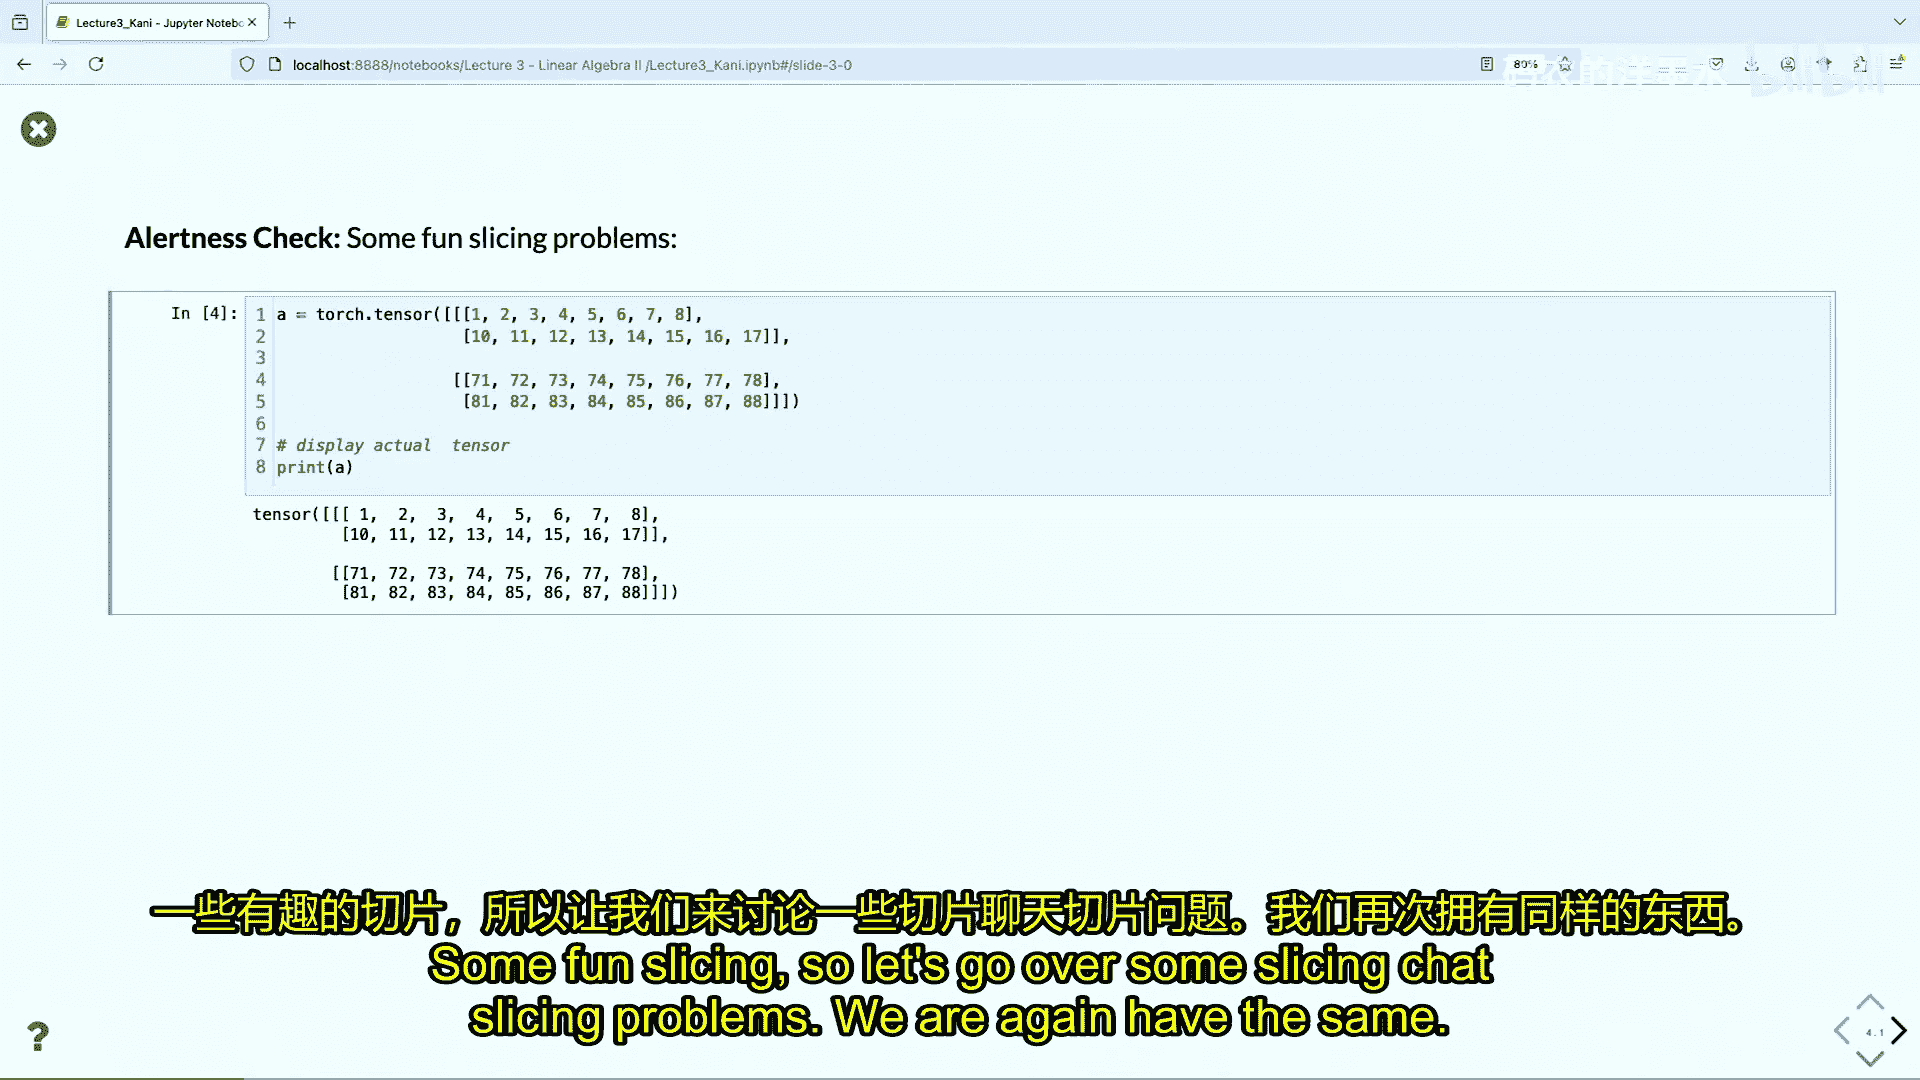 Lecture3_Kani - Jupyter Notebo
localhost:8888/notebooks/Lecture 3 - Linear Algebra II /Lecture3_Kani.ipynb#/slide-3-0
80%
bilibili
Alertness Check: Some fun slicing problems:
In [4]:
1 a = torch.tensor([[[1, 2, 3, 4, 5, 6, 7, 8],
2 [10, 11, 12, 13, 14, 15, 16, 17]],
3
4 [[71, 72, 73, 74, 75, 76, 77, 78],
5 [81, 82, 83, 84, 85, 86, 87, 88]]])
6
7 # display actual  tensor
8 print(a)
tensor([[[ 1,  2,  3,  4,  5,  6,  7,  8],
[10, 11, 12, 13, 14, 15, 16, 17]],
[[71, 72, 73, 74, 75, 76, 77, 78],
[81, 82, 83, 84, 85, 86, 87, 88]]])
一些有趣的切片，所以让我们来讨论一些切片聊天切片问题。我们再次拥有同样的东西。
Some fun slicing, so let's go over some slicing chat
slicing problems. We are again have the same.
?
4.1